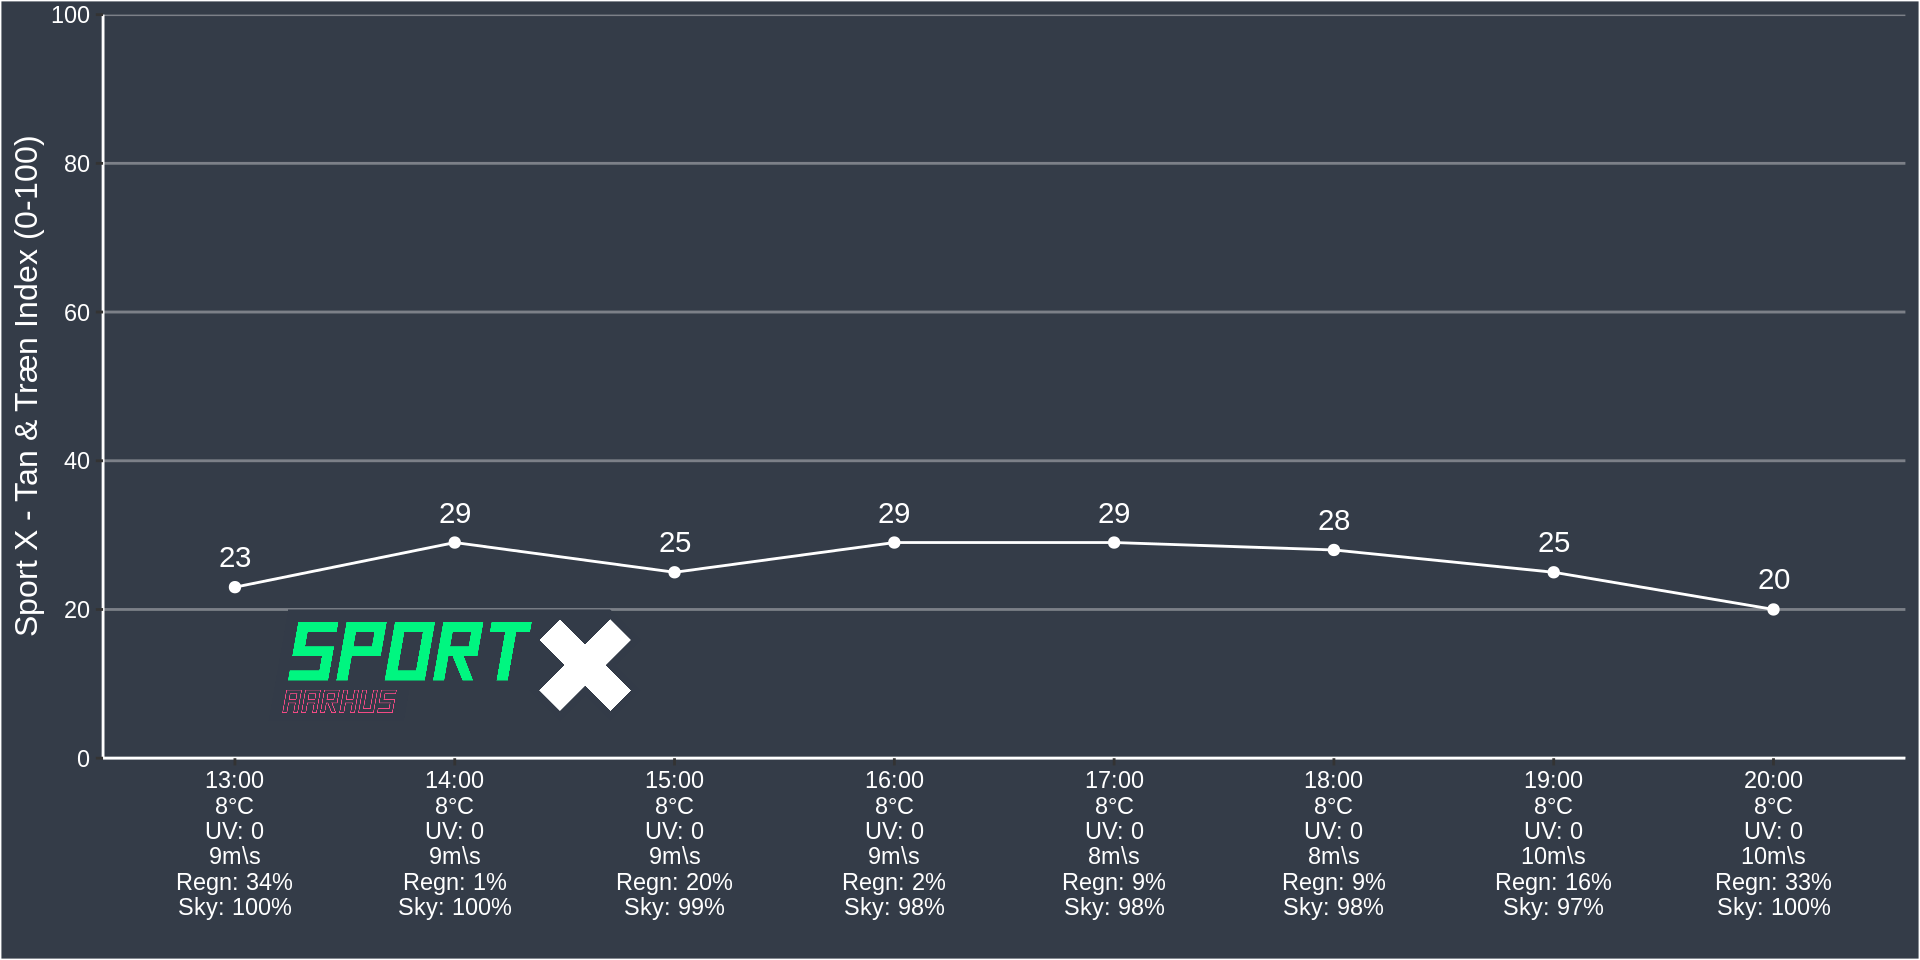 Sport X - Tan & Træn Index (0-100)
100
80
60
40
20
0
23
29
25
29
29
28
25
20
SPORT X
AARHUS
13:00
8°C
UV: 0
9m\s
Regn: 34%
Sky: 100%
14:00
8°C
UV: 0
9m\s
Regn: 1%
Sky: 100%
15:00
8°C
UV: 0
9m\s
Regn: 20%
Sky: 99%
16:00
8°C
UV: 0
9m\s
Regn: 2%
Sky: 98%
17:00
8°C
UV: 0
8m\s
Regn: 9%
Sky: 98%
18:00
8°C
UV: 0
8m\s
Regn: 9%
Sky: 98%
19:00
8°C
UV: 0
10m\s
Regn: 16%
Sky: 97%
20:00
8°C
UV: 0
10m\s
Regn: 33%
Sky: 100%